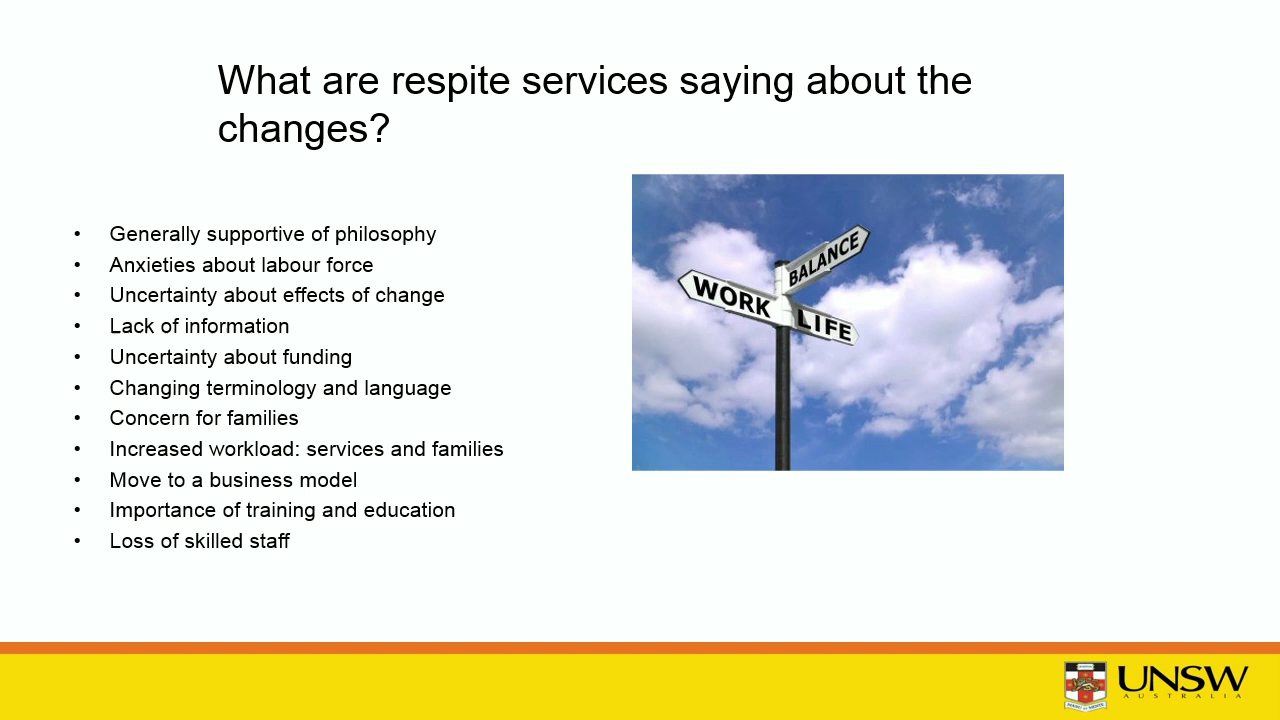 What are respite services saying about the
changes?
• Generally supportive of philosophy
• Anxieties about labour force
• Uncertainty about effects of change
• Lack of information
• Uncertainty about funding
• Changing terminology and language
• Concern for families
• Increased workload: services and families
• Move to a business model
• Importance of training and education
• Loss of skilled staff
BALANCE
WORK
LIFE
UNSW
AUSTRALIA